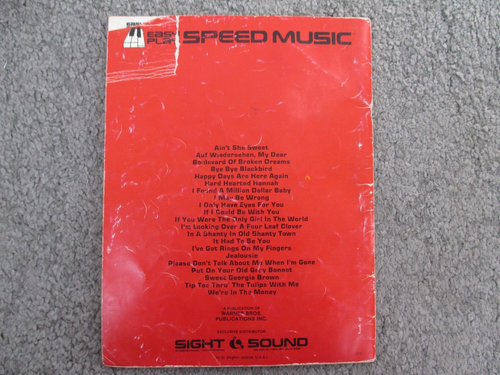 EASY
PLAY
SPEED MUSIC
Ain't She Sweet
Auf Wiedersehen, My Dear
Boulevard Of Broken Dreams
Bye Bye Blackbird
Happy Days Are Here Again
Hard Hearted Hannah
I Found A Million Dollar Baby
I May Be Wrong
I Only Have Eyes For You
If I Could Be With You
If You Were The Only Girl In The World
I'm Looking Over A Four Leaf Clover
In A Shanty In Old Shanty Town
It Had To Be You
I've Got Rings On My Fingers
Jealousie
Please Don't Talk About Me When I'm Gone
Put On Your Old Grey Bonnet
Sweet Georgia Brown
Tip Toe Thru' The Tulips With Me
We're In The Money
A PUBLICATION OF
WARNER BROS.
PUBLICATIONS INC.
EXCLUSIVE DISTRIBUTOR
SIGHT & SOUND